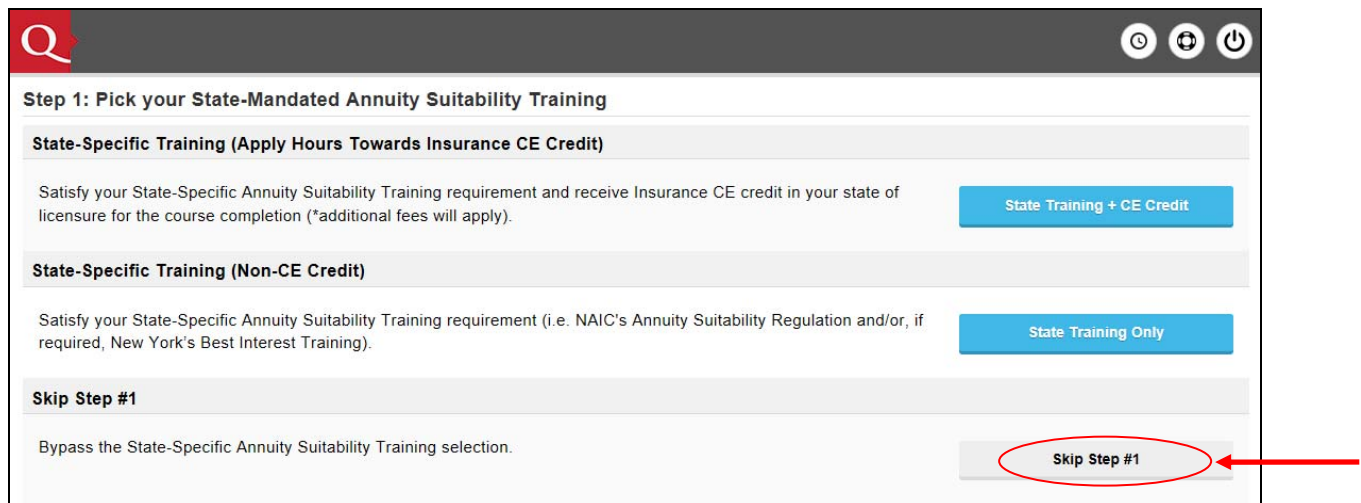 Q
Step 1: Pick your State-Mandated Annuity Suitability Training
State-Specific Training (Apply Hours Towards Insurance CE Credit)
Satisfy your State-Specific Annuity Suitability Training requirement and receive Insurance CE credit in your state of
licensure for the course completion (*additional fees will apply).
State Training + CE Credit
State-Specific Training (Non-CE Credit)
Satisfy your State-Specific Annuity Suitability Training requirement (i.e. NAIC's Annuity Suitability Regulation and/or, if
required, New York's Best Interest Training).
State Training Only
Skip Step #1
Bypass the State-Specific Annuity Suitability Training selection.
Skip Step #1